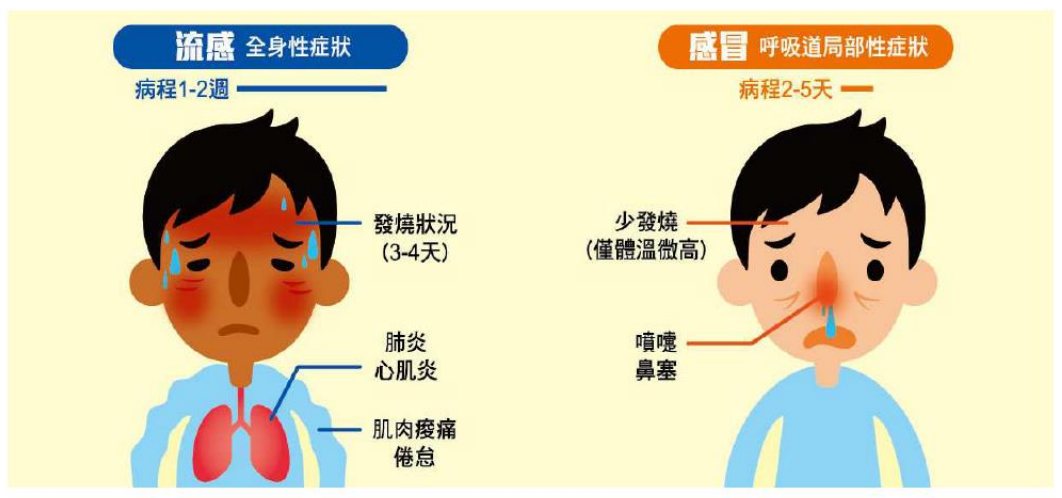 流感 全身性症狀
病程1-2週
發燒狀況
(3-4天)
肺炎
心肌炎
肌肉痠痛
倦怠
感冒 呼吸道局部性症狀
病程2-5天
少發燒
(僅體溫微高)
噴嚏
鼻塞